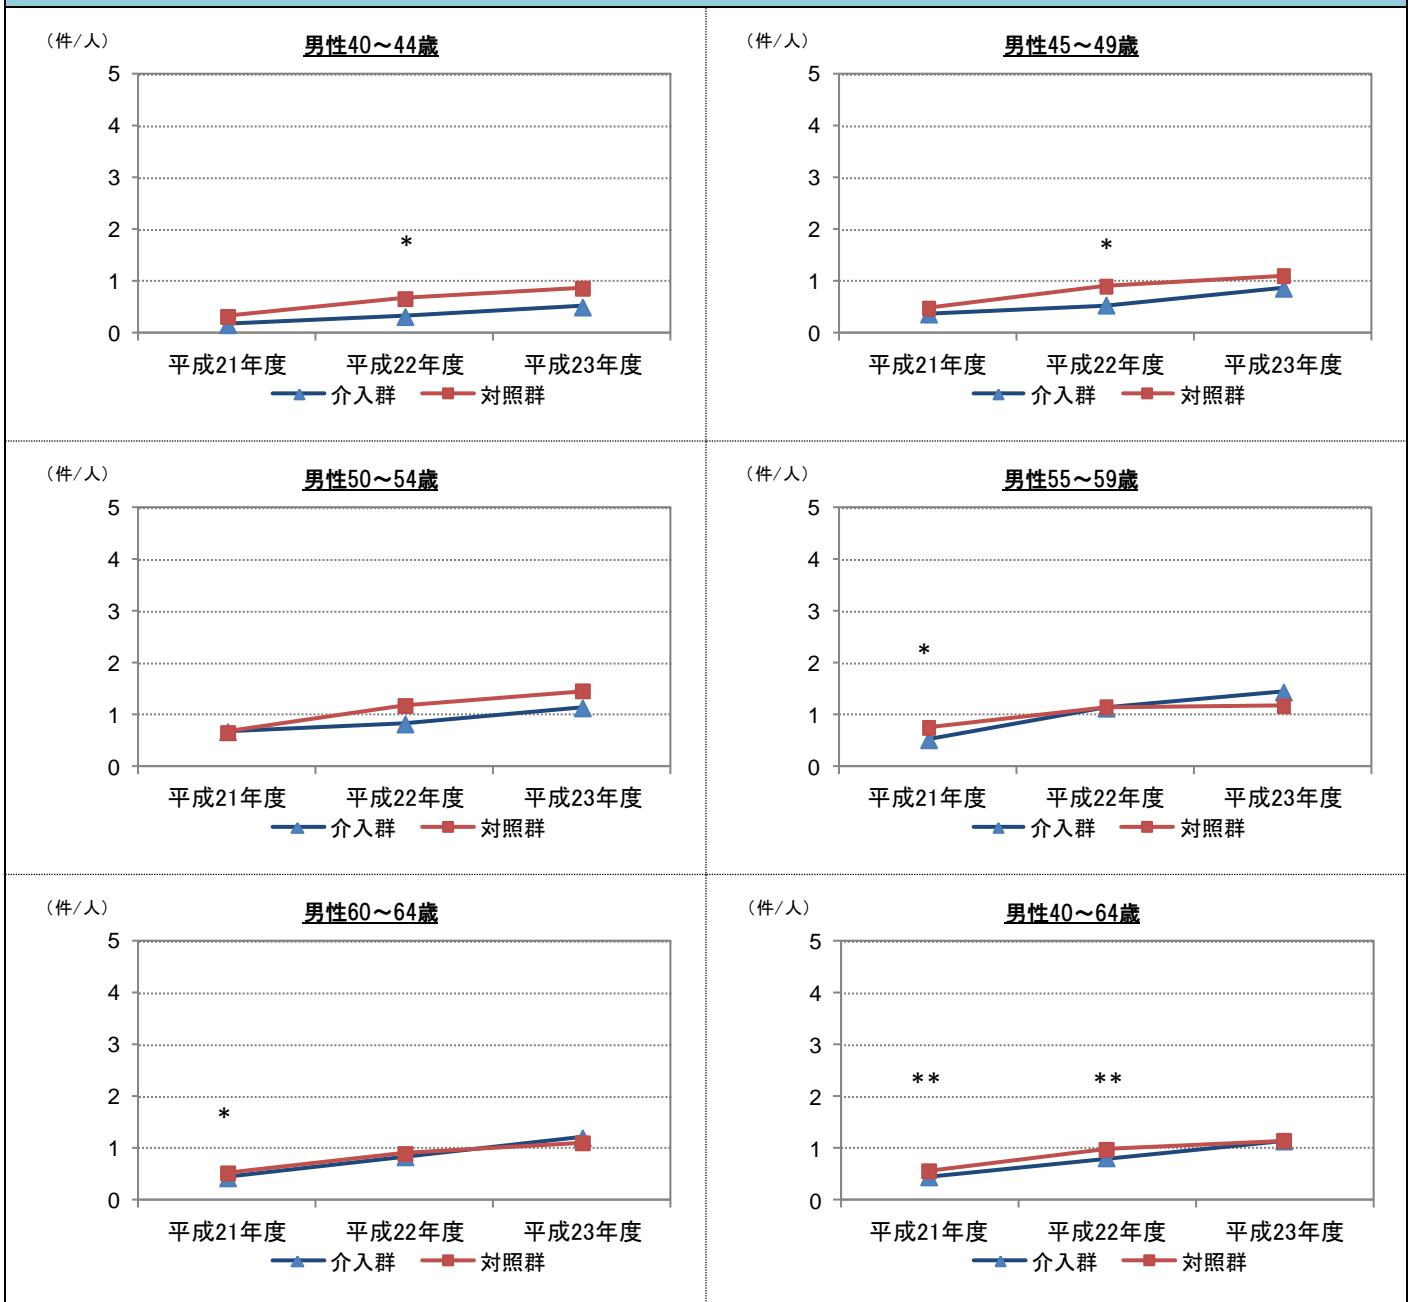 （件/人）
男性40～44歳
5
4
3
2
1
0
*
平成21年度 平成22年度 平成23年度
介入群 対照群
（件/人）
男性45～49歳
5
4
3
2
1
0
*
平成21年度 平成22年度 平成23年度
介入群 対照群
（件/人）
男性50～54歳
5
4
3
2
1
0
平成21年度 平成22年度 平成23年度
介入群 対照群
（件/人）
男性55～59歳
5
4
3
2
1
0
*
平成21年度 平成22年度 平成23年度
介入群 対照群
（件/人）
男性60～64歳
5
4
3
2
1
0
*
平成21年度 平成22年度 平成23年度
介入群 対照群
（件/人）
男性40～64歳
5
4
3
2
1
0
** **
平成21年度 平成22年度 平成23年度
介入群 対照群